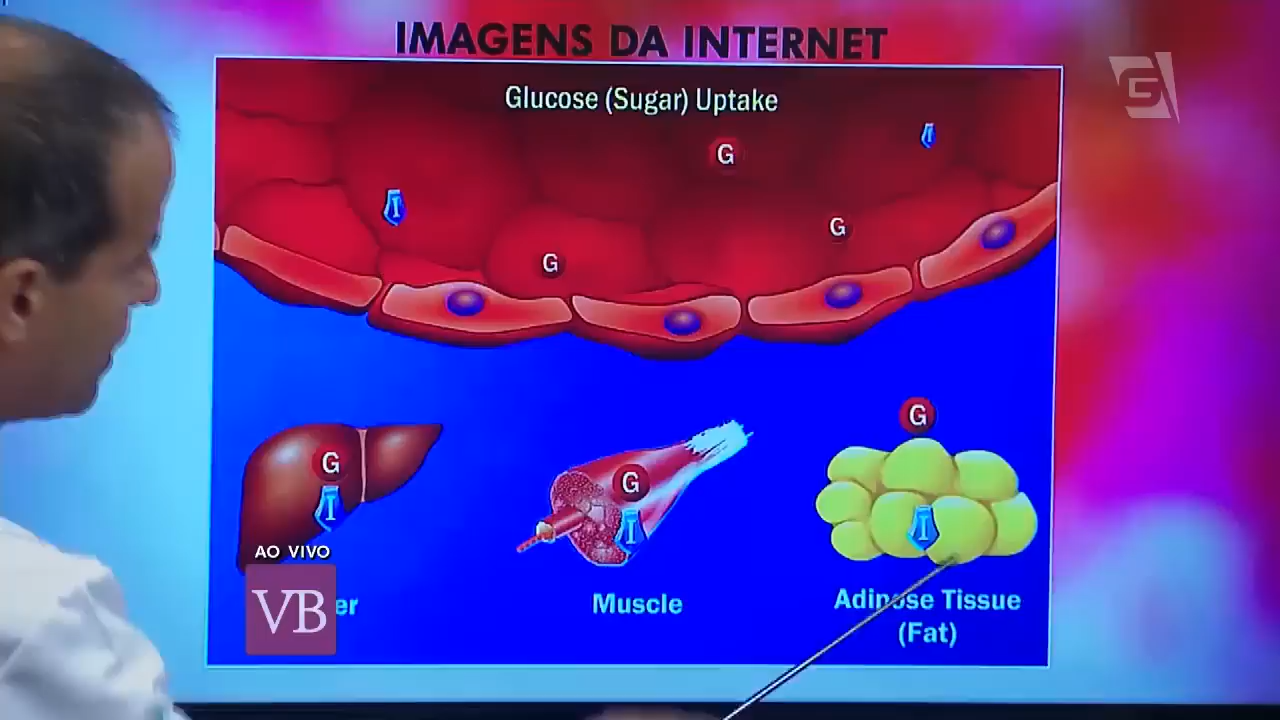 IMAGENS DA INTERNET
G
Glucose (Sugar) Uptake
G
I
I
G
G
G
G
G
I
I
I
AO VIVO
VB
er
Muscle
Adipose Tissue
(Fat)